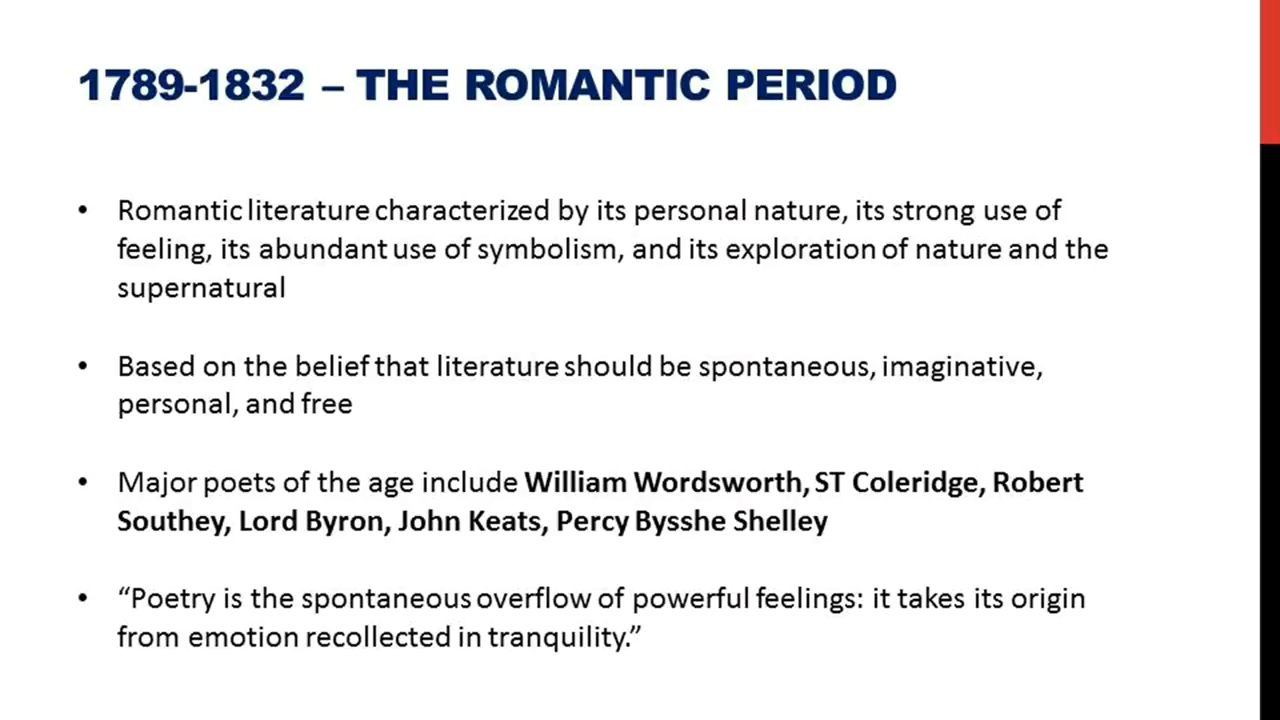 1789-1832 – THE ROMANTIC PERIOD
• Romantic literature characterized by its personal nature, its strong use of
feeling, its abundant use of symbolism, and its exploration of nature and the
supernatural
• Based on the belief that literature should be spontaneous, imaginative,
personal, and free
• Major poets of the age include William Wordsworth, ST Coleridge, Robert
Southey, Lord Byron, John Keats, Percy Bysshe Shelley
• “Poetry is the spontaneous overflow of powerful feelings: it takes its origin
from emotion recollected in tranquility.”